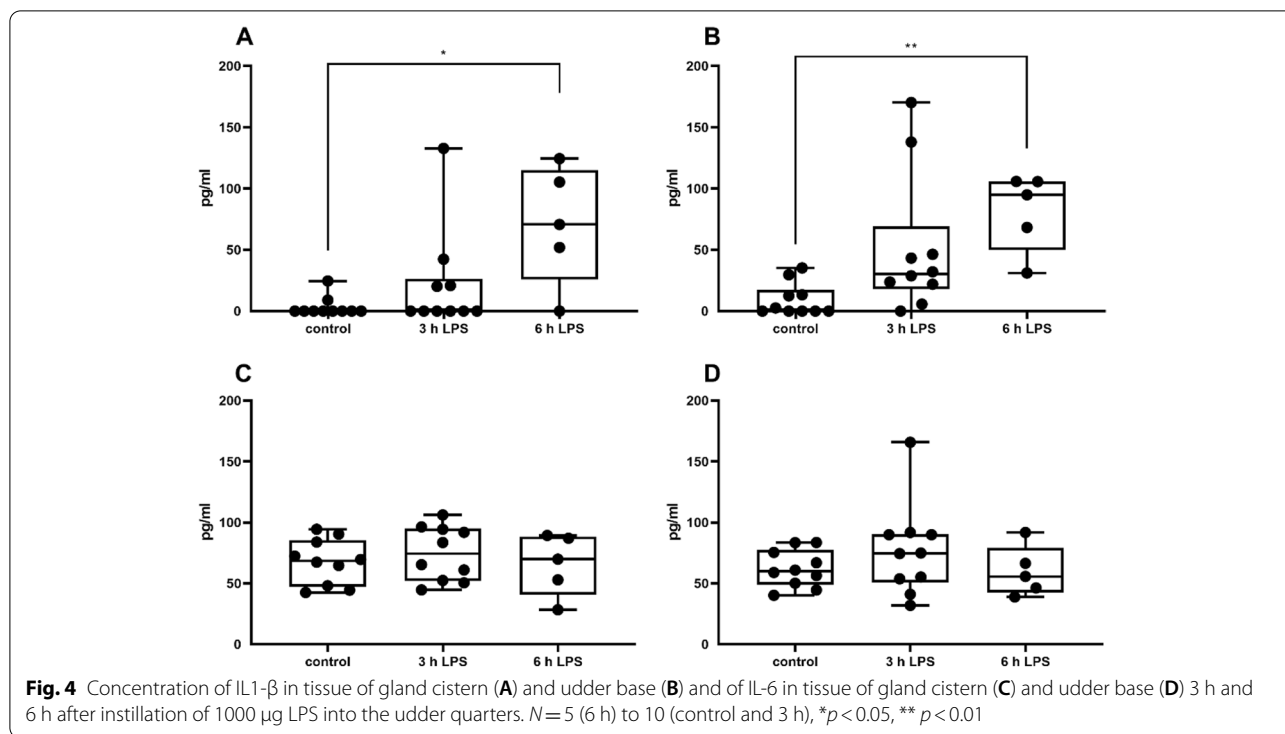 A
B
*
**
200
150
100
50
0
pg/ml
control
3 h LPS
6 h LPS
200
150
100
50
0
pg/ml
control
3 h LPS
6 h LPS
C
D
200
150
100
50
0
pg/ml
control
3 h LPS
6 h LPS
200
150
100
50
0
pg/ml
control
3 h LPS
6 h LPS
Fig. 4 Concentration of IL1-β in tissue of gland cistern (A) and udder base (B) and of IL-6 in tissue of gland cistern (C) and udder base (D) 3 h and
6 h after instillation of 1000 µg LPS into the udder quarters. N = 5 (6 h) to 10 (control and 3 h), *p < 0.05, ** p < 0.01